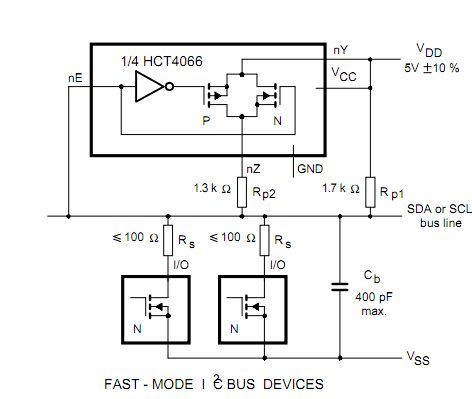 nY
V DD
5V ±10 %
1/4 HCT4066
V CC
nE
P
N
nZ
GND
1.3 k Ω
R p2
1.7 k Ω
R p1
SDA or SCL
bus line
≤ 100 Ω
R s
≤ 100 Ω
R s
I/O
I/O
C b
400 pF
max.
N
N
V SS
FAST - MODE I 2 C BUS DEVICES